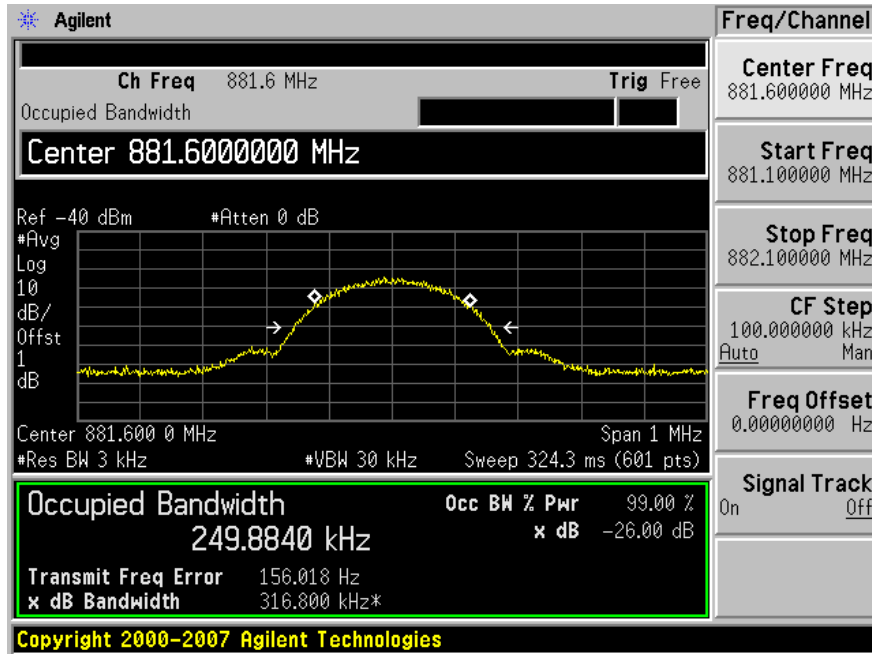 Agilent
Freq/Channel
Ch Freq 881.6 MHz Trig Free
Occupied Bandwidth
Center 881.6000000 MHz
Ref -40 dBm #Atten 0 dB
#Avg
Log
10
dB/
Offst
1
dB
Center 881.600 0 MHz Span 1 MHz
#Res BW 3 kHz #VBW 30 kHz Sweep 324.3 ms (601 pts)
Occupied Bandwidth
249.8840 kHz
Occ BW % Pwr 99.00 %
x dB -26.00 dB
Transmit Freq Error 156.018 Hz
x dB Bandwidth 316.800 kHz*
Center Freq
881.600000 MHz
Start Freq
881.100000 MHz
Stop Freq
882.100000 MHz
CF Step
100.000000 kHz
Auto Man
Freq Offset
0.00000000 Hz
Signal Track
On Off
Copyright 2000-2007 Agilent Technologies